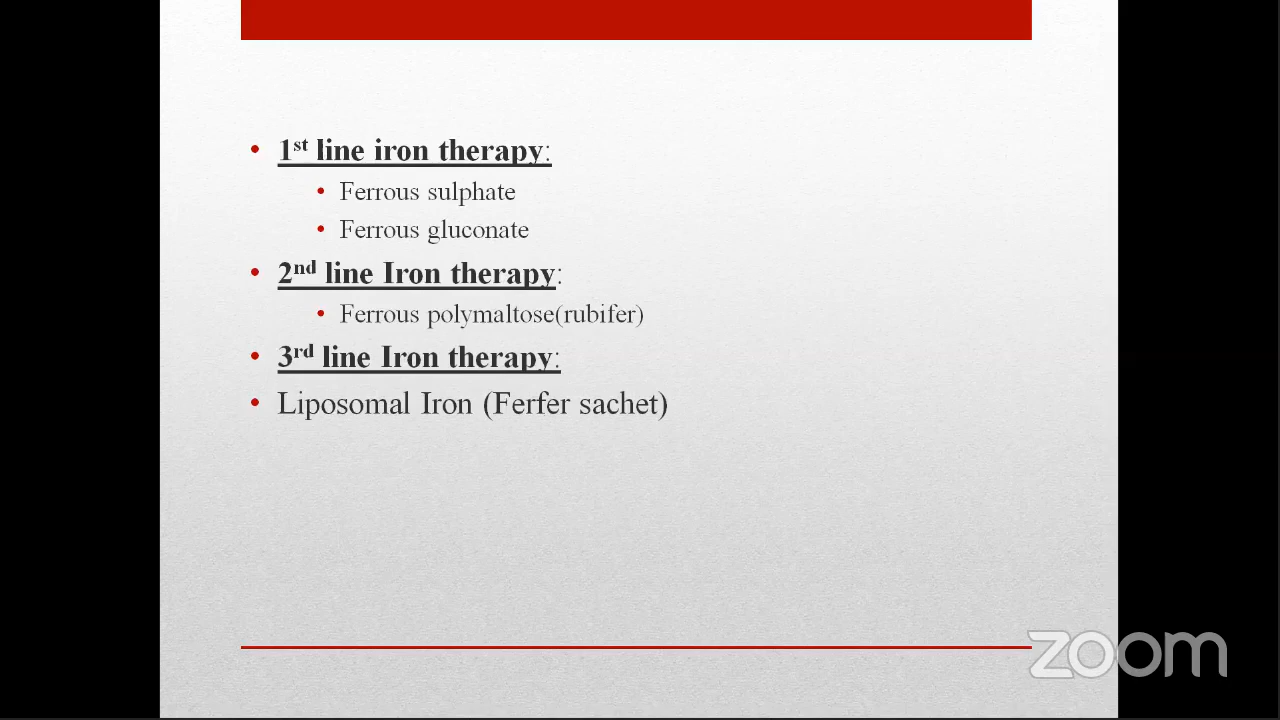 • 1st line iron therapy:
• Ferrous sulphate
• Ferrous gluconate
• 2nd line Iron therapy:
• Ferrous polymaltose(rubifer)
• 3rd line Iron therapy:
• Liposomal Iron (Ferfer sachet)
zoom